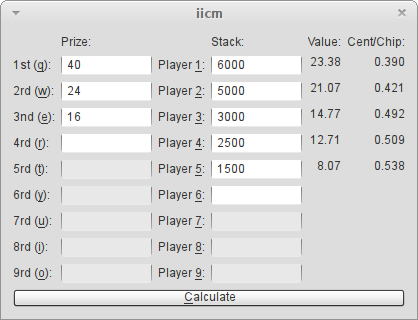 iicm
Prize: Stack: Value: Cent/Chip:
1st (q): 40 Player 1: 6000 23.38 0.390
2rd (w): 24 Player 2: 5000 21.07 0.421
3nd (e): 16 Player 3: 3000 14.77 0.492
4rd (r): Player 4: 2500 12.71 0.509
5rd (t): Player 5: 1500 8.07 0.538
6rd (y): Player 6:
7rd (u): Player 7:
8rd (i): Player 8:
9rd (o): Player 9:
Calculate